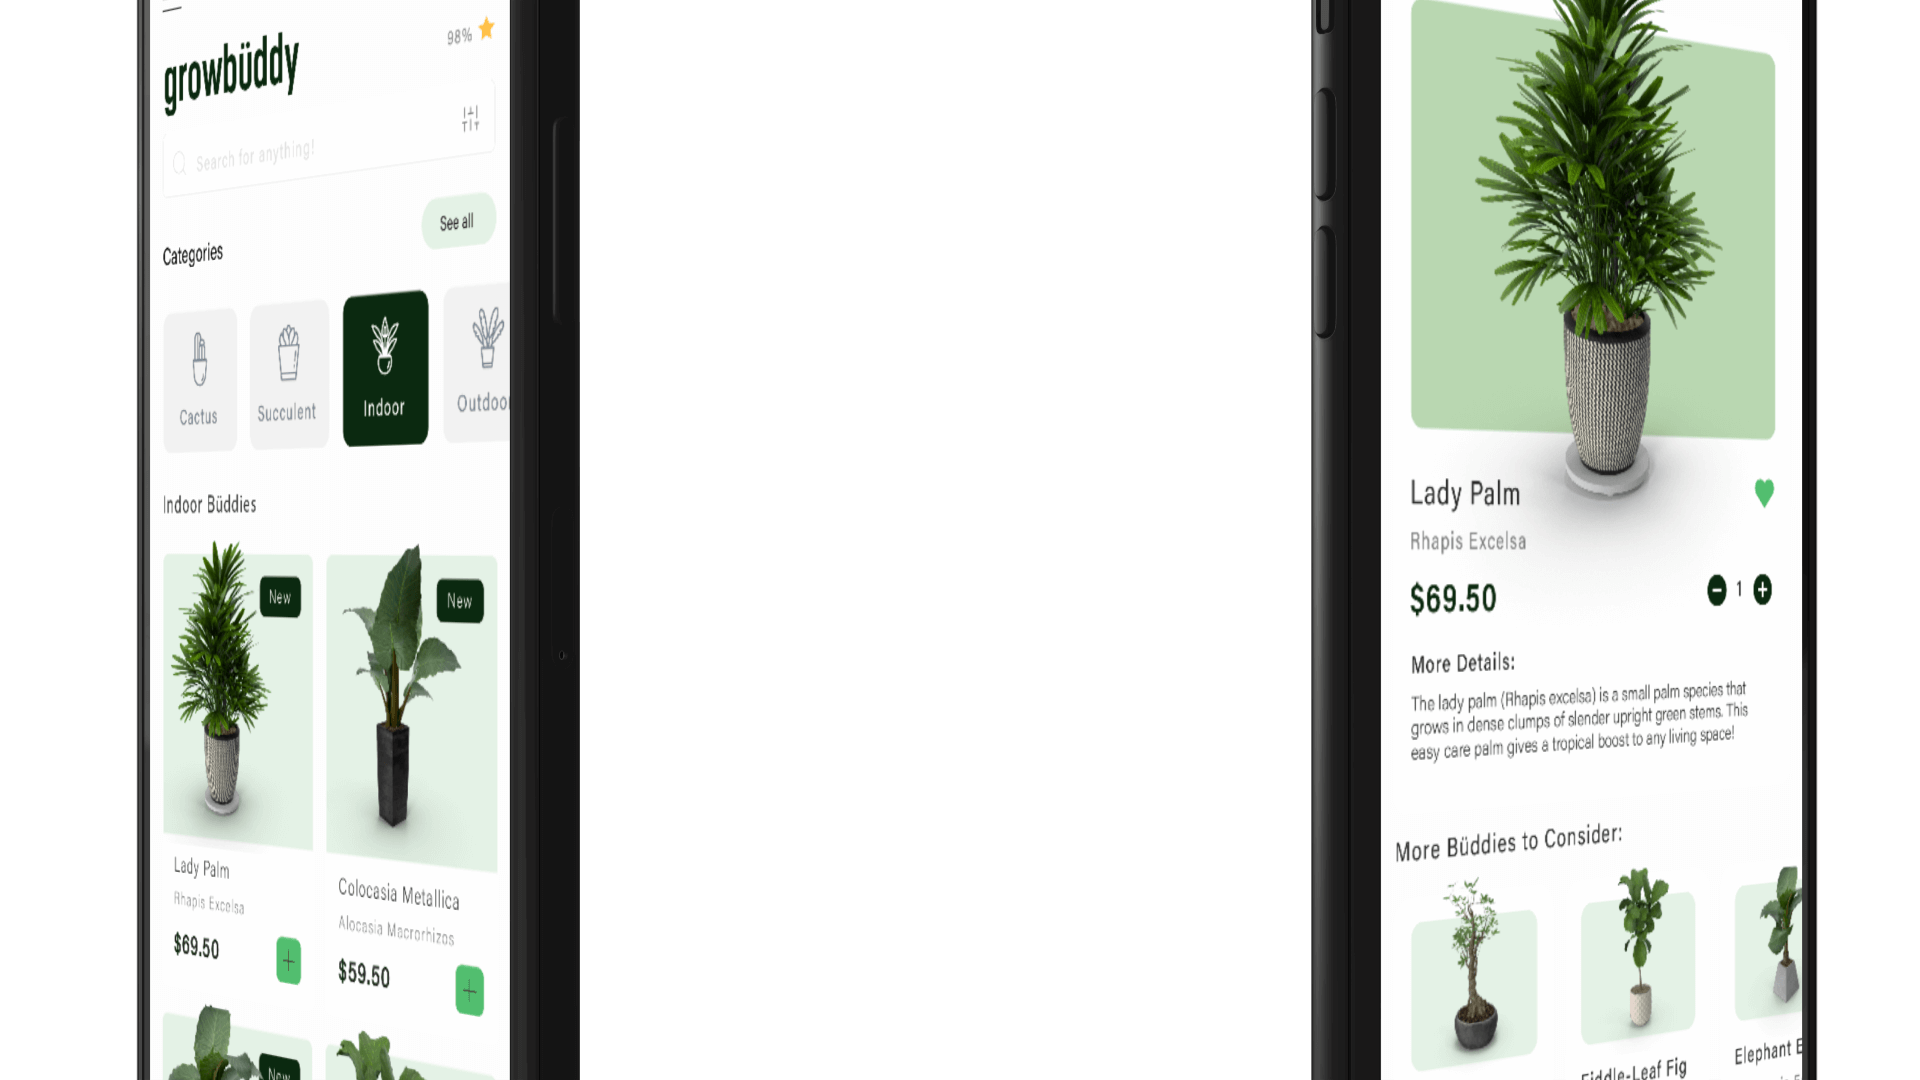 98%
growbüddy
Search for anything!
See all
Categories
Cactus
Succulent
Indoor
Outdoor
Indoor Büddies
New
New
Lady Palm
Rhapis Excelsa
$69.50
Colocasia Metallica
Alocasia Macrorhizos
$59.50
New
Lady Palm
Rhapis Excelsa
$69.50
1
More Details:
The lady palm (Rhapis excelsa) is a small palm species that
grows in dense clumps of slender upright green stems. This
easy care palm gives a tropical boost to any living space!
More Büddies to Consider:
Fiddle-Leaf Fig
Elephant E